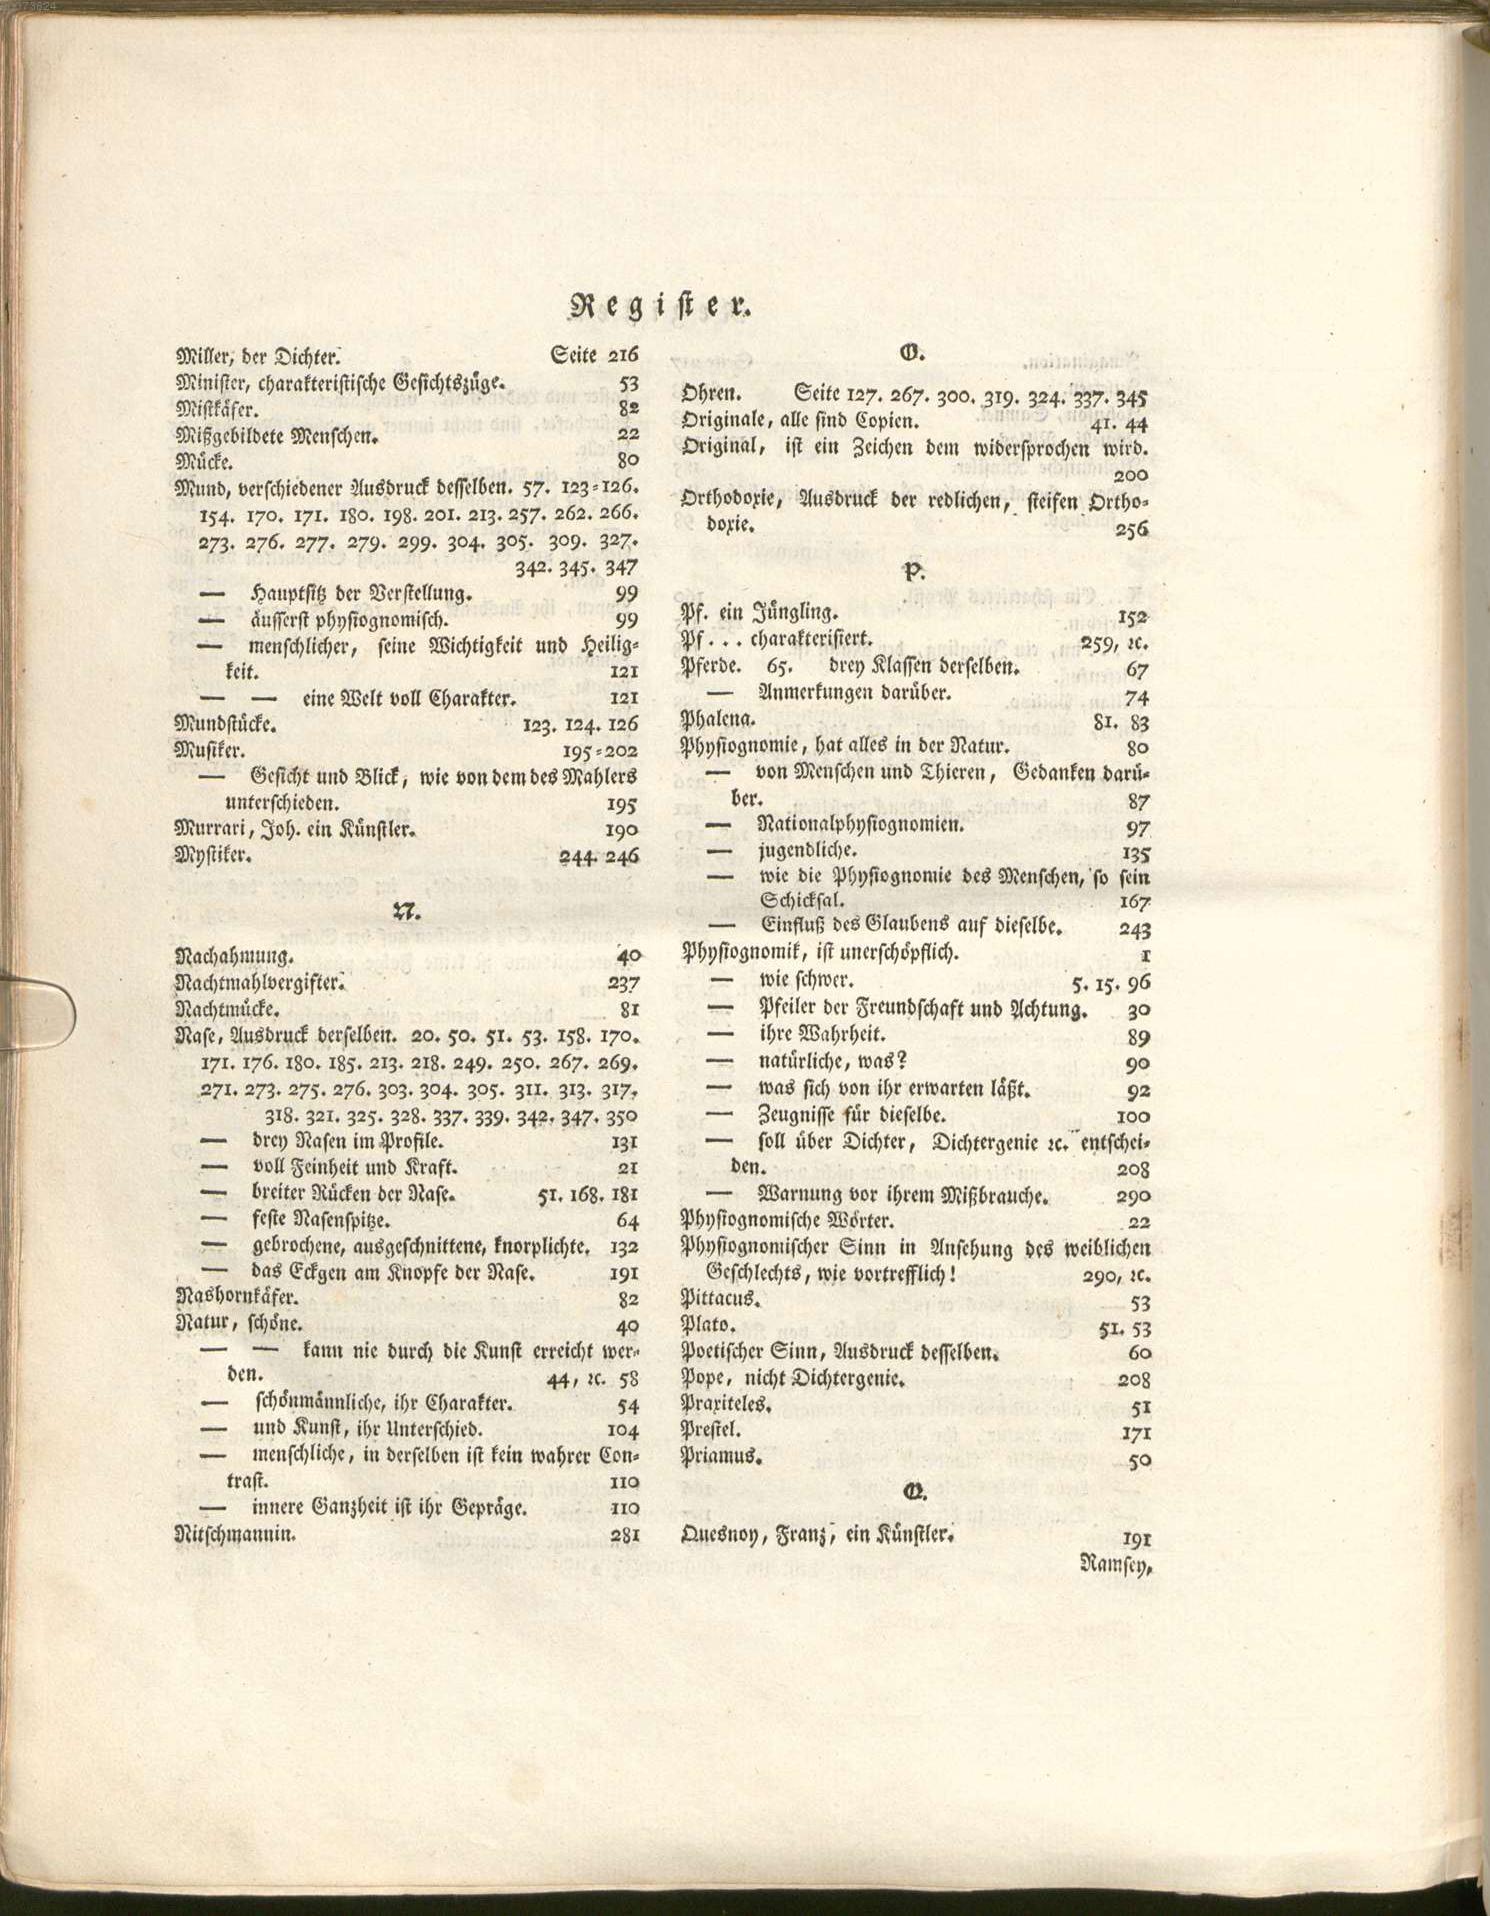 Register.
Miller, der Dichter. Seite 216
Minister, charakteristische Gesichtszüge. 53
Mistkäfer. 82
Mißgebildete Menschen. 22
Mücke. 80
Mund, verschiedener Ausdruck desselben. 57. 123-126.
154. 170. 171. 180. 198. 201. 213. 257. 262. 266.
273. 276. 277. 279. 299. 304. 305. 309. 327.
342. 345. 347
— Hauptsitz der Verstellung. 99
— äusserst physiognomisch. 99
— menschlicher, seine Wichtigkeit und Heilig-
keit. 121
— — eine Welt voll Charakter. 121
Mundstücke. 123. 124. 126
Musiker. 195-202
— Gesicht und Blick, wie von dem des Mahlers
unterschieden. 195
Murrari, Joh. ein Künstler. 190
Mystiker. 244. 246
N.
Nachahmung. 40
Nachtmahlvergifter. 237
Nachtmücke. 81
Nase, Ausdruck derselben. 20. 50. 51. 53. 158. 170.
171. 176. 180. 185. 213. 218. 249. 250. 267. 269.
271. 273. 275. 276. 303. 304. 305. 311. 313. 317.
318. 321. 325. 328. 337. 339. 342. 347. 350
— drey Nasen im Profile. 131
— voll Feinheit und Kraft. 21
— breiter Rücken der Nase. 51. 168. 181
— feste Nasenspitze. 64
— gebrochene, ausgeschnittene, knorplichte. 132
— das Eckgen am Knopfe der Nase. 191
Nashornkäfer. 82
Natur, schöne. 40
— — kann nie durch die Kunst erreicht wer-
den. 44, ꝛc. 58
— schönmännliche, ihr Charakter. 54
— und Kunst, ihr Unterschied. 104
— menschliche, in derselben ist kein wahrer Con-
trast. 110
— innere Ganzheit ist ihr Gepräge. 110
Nitschmannin. 281
O.
Ohren. Seite 127. 267. 300. 319. 324. 337. 345
Originale, alle sind Copien. 41. 44
Original, ist ein Zeichen dem widersprochen wird.
200
Orthodoxie, Ausdruck der redlichen, steifen Ortho-
doxie. 256
P.
Pf. ein Jüngling. 152
Pf... charakterisiert. 259, ꝛc.
Pferde. 65. drey Klassen derselben. 67
— Anmerkungen darüber. 74
Phalena. 81. 83
Physiognomie, hat alles in der Natur. 80
— von Menschen und Thieren, Gedanken darü-
ber. 87
— Nationalphysiognomien. 97
— jugendliche. 135
— wie die Physiognomie des Menschen, so sein
Schicksal. 167
— Einfluß des Glaubens auf dieselbe. 243
Physiognomik, ist unerschöpflich. 1
— wie schwer. 5. 15. 96
— Pfeiler der Freundschaft und Achtung. 30
— ihre Wahrheit. 89
— natürliche, was? 90
— was sich von ihr erwarten läßt. 92
— Zeugnisse für dieselbe. 100
— soll über Dichter, Dichtergenie ꝛc. entschei-
den. 208
— Warnung vor ihrem Mißbrauche. 290
Physiognomische Wörter. 22
Physiognomischer Sinn in Ansehung des weiblichen
Geschlechts, wie vortrefflich! 290, ꝛc.
Pittacus. 53
Plato. 51. 53
Poetischer Sinn, Ausdruck desselben. 60
Pope, nicht Dichtergenie. 208
Praxiteles. 51
Prestel. 171
Priamus. 50
Q.
Quesnoy, Franz, ein Künstler. 191
Ramsey,